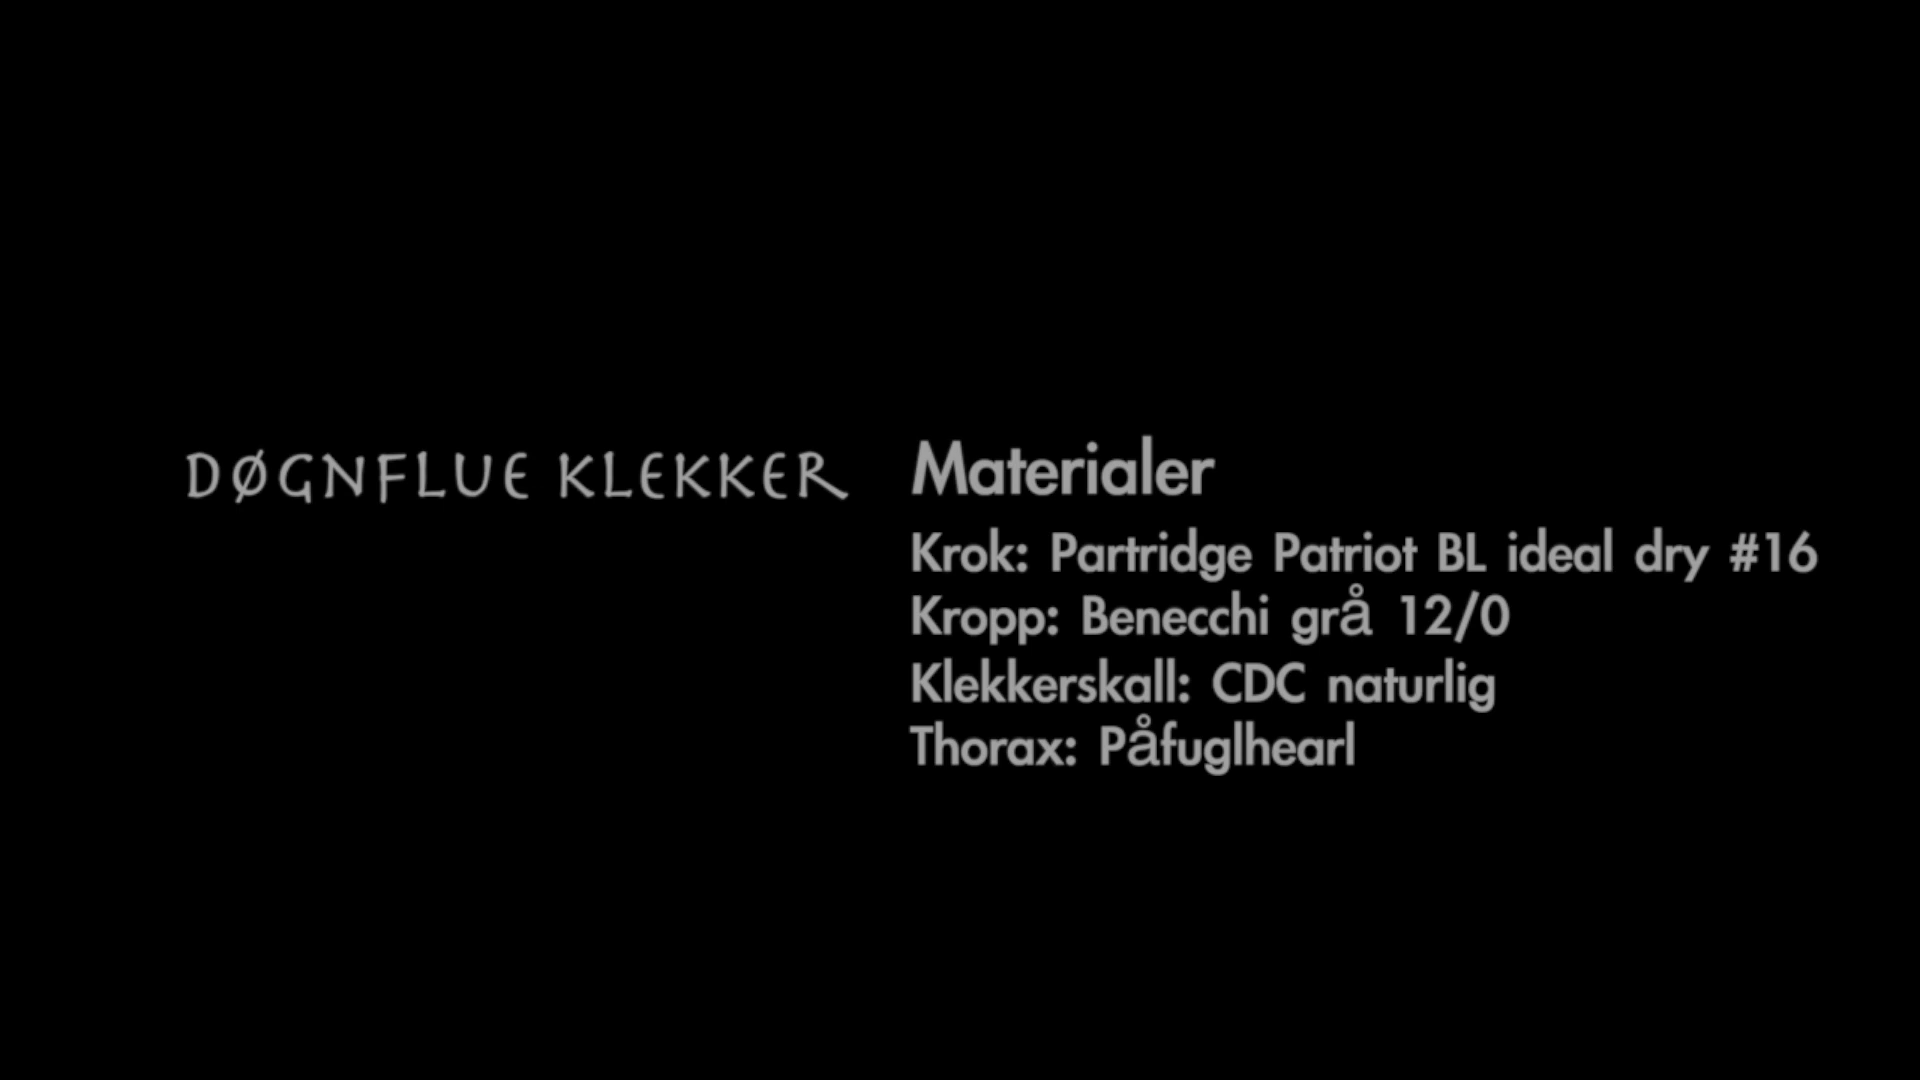 DØGNFLUE KLEKKER
Materialer
Krok: Partridge Patriot BL ideal dry #16
Kropp: Benecchi grå 12/0
Klekkerskall: CDC naturlig
Thorax: Påfuglhearl